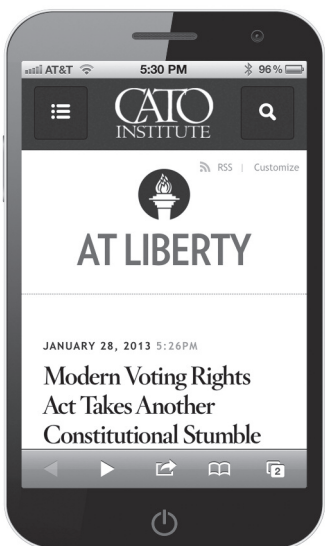 AT&T 5:30 PM 96%
CATO
INSTITUTE
RSS | Customize
AT LIBERTY
JANUARY 28, 2013 5:26PM
Modern Voting Rights
Act Takes Another
Constitutional Stumble
2